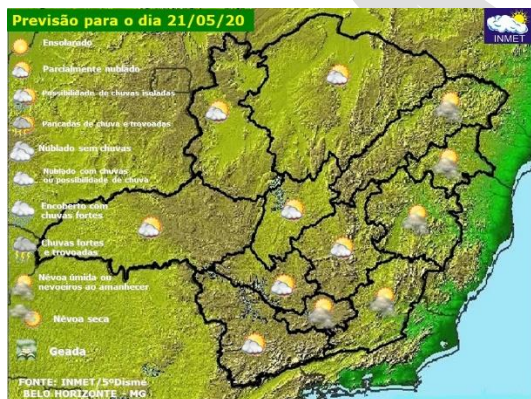 Previsão para o dia 21/05/20
INMET
Ensolarado
Parcialmente nublado
Possibilidade de chuvas isoladas
Pancadas de chuva e trovoadas
Nublado sem chuvas
Nublado com chuvas
ou possibilidade de chuva
Encoberto com
chuvas fortes
Chuvas fortes
e trovoadas
Névoa úmida ou
nevoeiros ao amanhecer
Névoa seca
Geada
FONTE: INMET/5ºDisme
BELO HORIZONTE - MG